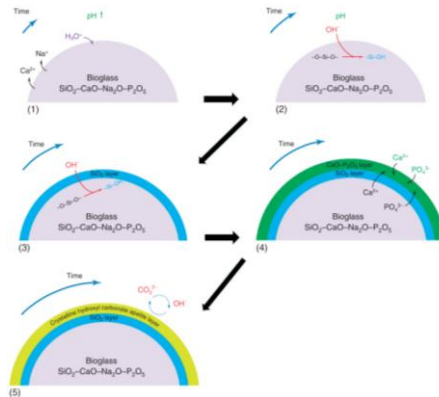 Time
pH ↑
H₃O⁺
Na⁺
Ca²⁺
Bioglass
SiO₂–CaO–Na₂O–P₂O₅
(1)
Time
pH
OH⁻
-O-Si-O-
-Si-OH
Bioglass
SiO₂–CaO–Na₂O–P₂O₅
(2)
Time
OH⁻
SiO₂ layer
-O-Si-O-
Bioglass
SiO₂–CaO–Na₂O–P₂O₅
(3)
Time
CaO–P₂O₅ layer
SiO₂ layer
Ca²⁺
PO₄³⁻
Ca²⁺
PO₄³⁻
Bioglass
SiO₂–CaO–Na₂O–P₂O₅
(4)
Time
CO₃²⁻
OH⁻
Crystalline hydroxyl carbonate apatite layer
SiO₂ layer
Bioglass
SiO₂–CaO–Na₂O–P₂O₅
(5)